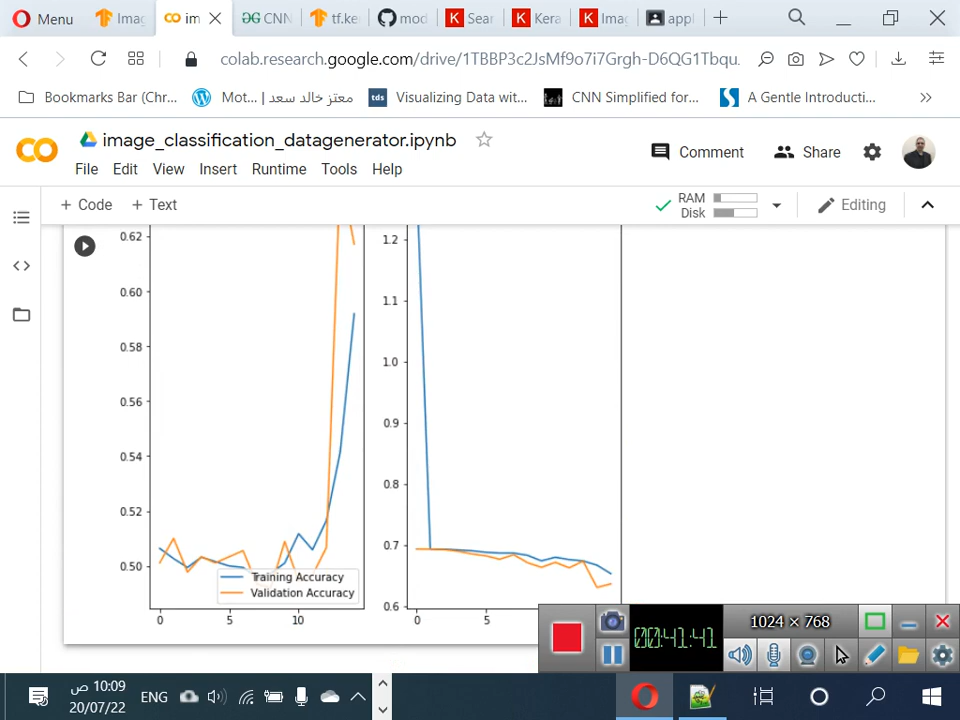 Menu
Imag
im
CNN
tf.ke
mod
Sear
Kera
Imag
appl
colab.research.google.com/drive/1TBBP3c2JsMf9o7i7Grgh-D6QG1Tbqu.
Bookmarks Bar (Chr...
Mot... | معتز خالد سعد
tds
Visualizing Data wit...
CNN Simplified for...
A Gentle Introducti...
image_classification_datagenerator.ipynb
Comment
Share
File Edit View Insert Runtime Tools Help
+ Code + Text
RAM
Disk
Editing
0.62
0.60
0.58
0.56
0.54
0.52
0.50
Training Accuracy
Validation Accuracy
0 5 10
1.2
1.1
1.0
0.9
0.8
0.7
0.6
0 5
00:41:41
1024 × 768
10:09 ص
20/07/22
ENG